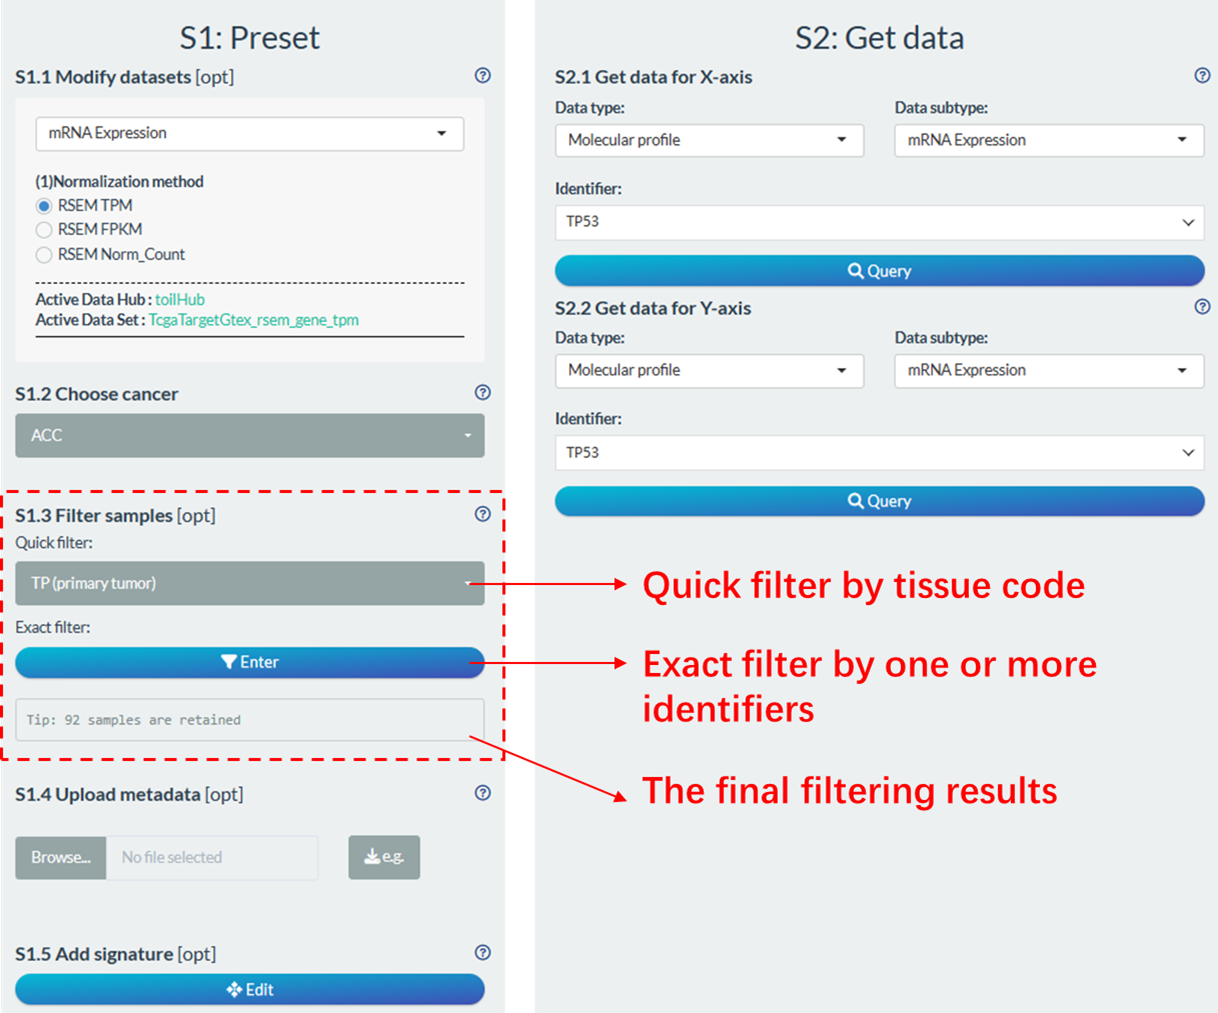 S1: Preset
S1.1 Modify datasets [opt]
mRNA Expression
(1)Normalization method
RSEM TPM
RSEM FPKM
RSEM Norm_Count
Active Data Hub : toilHub
Active Data Set : TcgaTargetGtex_rsem_gene_tpm
S1.2 Choose cancer
ACC
S1.3 Filter samples [opt]
Quick filter:
TP (primary tumor)
Exact filter:
Enter
Tip: 92 samples are retained
S1.4 Upload metadata [opt]
Browse... No file selected e.g.
S1.5 Add signature [opt]
Edit
S2: Get data
S2.1 Get data for X-axis
Data type: Data subtype:
Molecular profile mRNA Expression
Identifier:
TP53
Query
S2.2 Get data for Y-axis
Data type: Data subtype:
Molecular profile mRNA Expression
Identifier:
TP53
Query
Quick filter by tissue code
Exact filter by one or more
identifiers
The final filtering results